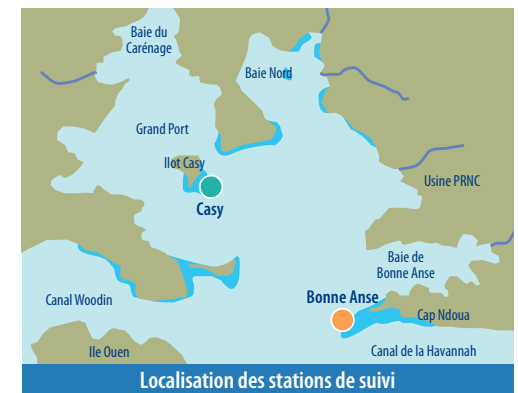 Baie du
Carénage
Baie Nord
Grand Port
Ilot Casy
Usine PRNC
Casy
Baie de
Bonne Anse
Canal Woodin
Bonne Anse
Cap Ndoua
Ile Ouen
Canal de la Havannah
Localisation des stations de suivi